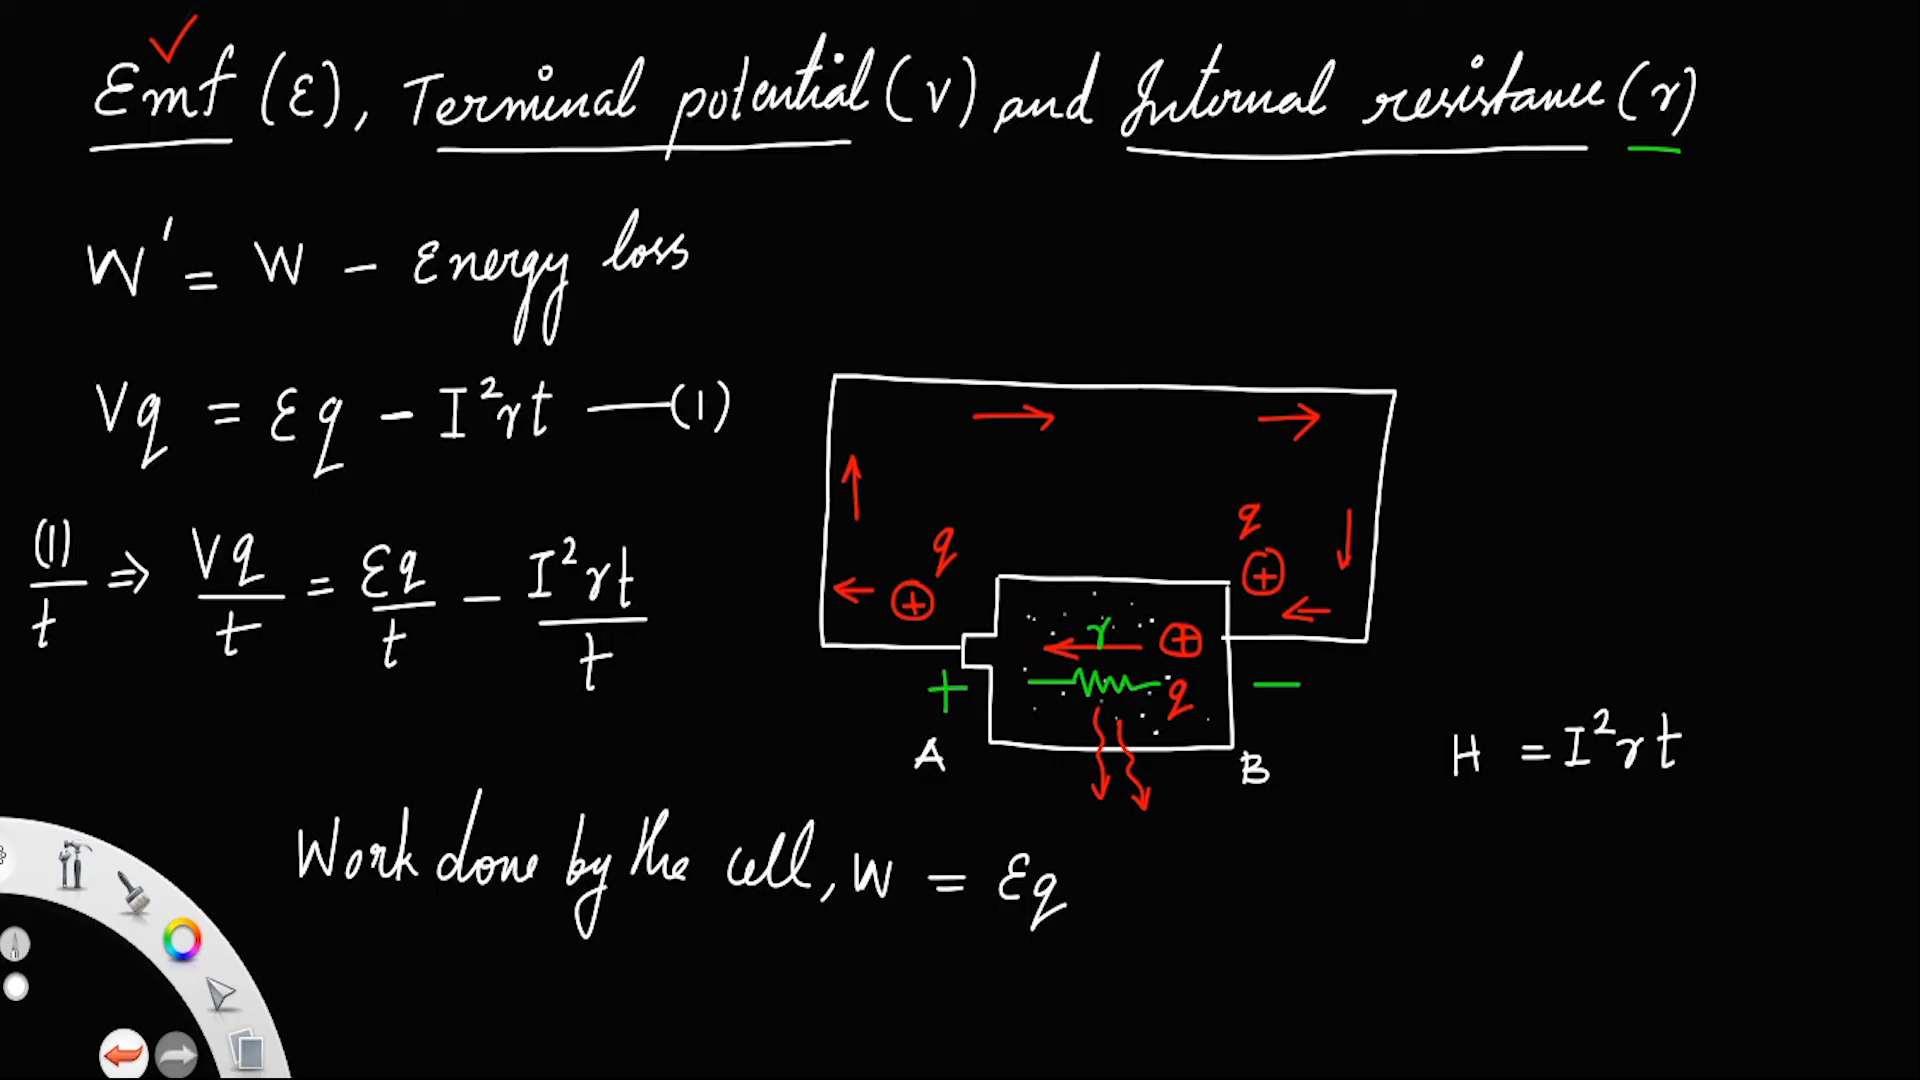 Emf (ε), Terminal potential (V) and Internal resistance (r)
W' = W - Energy loss
Vq = εq - I²rt —(1)
(1)/t ⇒ Vq/t = εq/t - I²rt/t
q
q
+
+
r
+
q
+
−
A
B
H = I²rt
Work done by the cell, W = εq